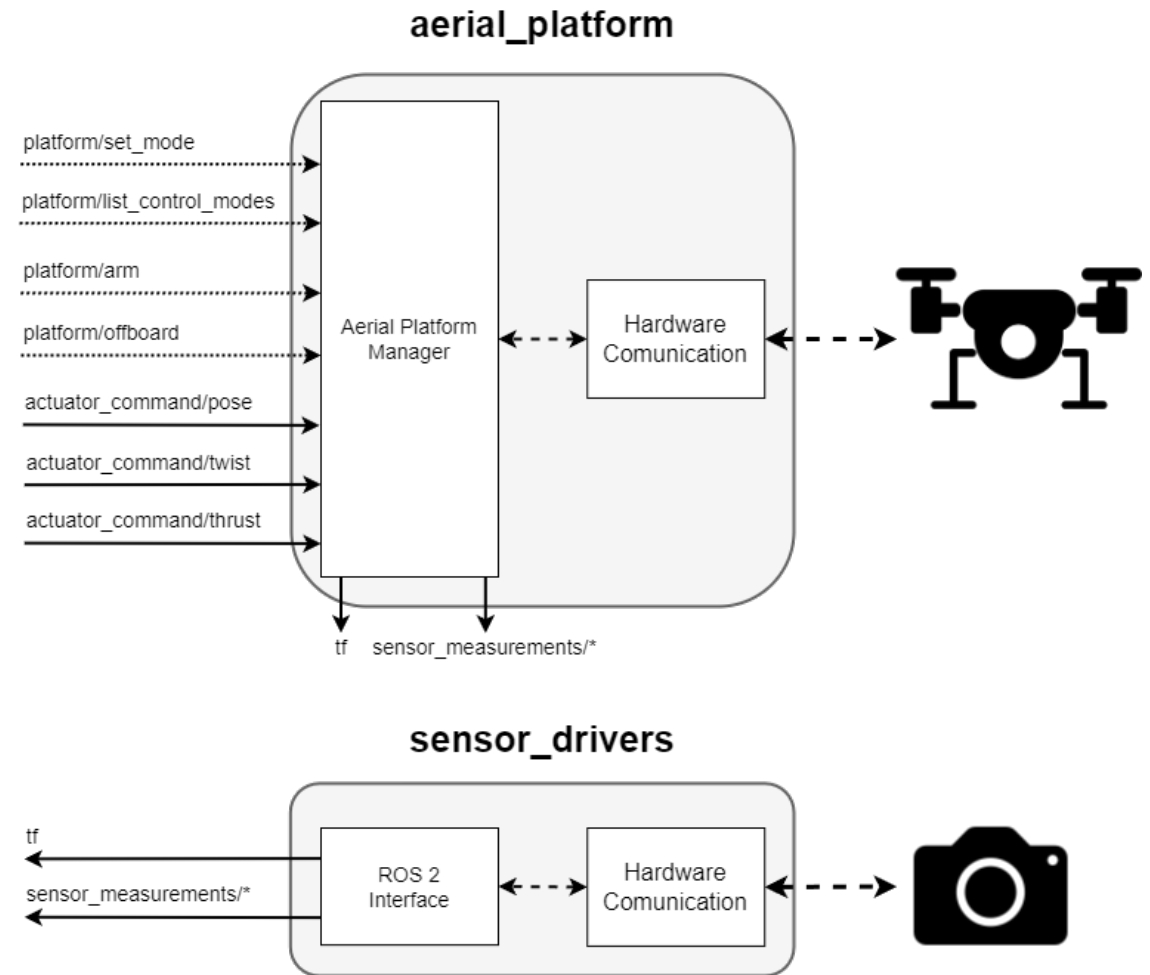 aerial_platform
platform/set_mode
platform/list_control_modes
platform/arm
platform/offboard
actuator_command/pose
actuator_command/twist
actuator_command/thrust
Aerial Platform
Manager
Hardware
Comunication
tf
sensor_measurements/*
sensor_drivers
tf
sensor_measurements/*
ROS 2
Interface
Hardware
Comunication